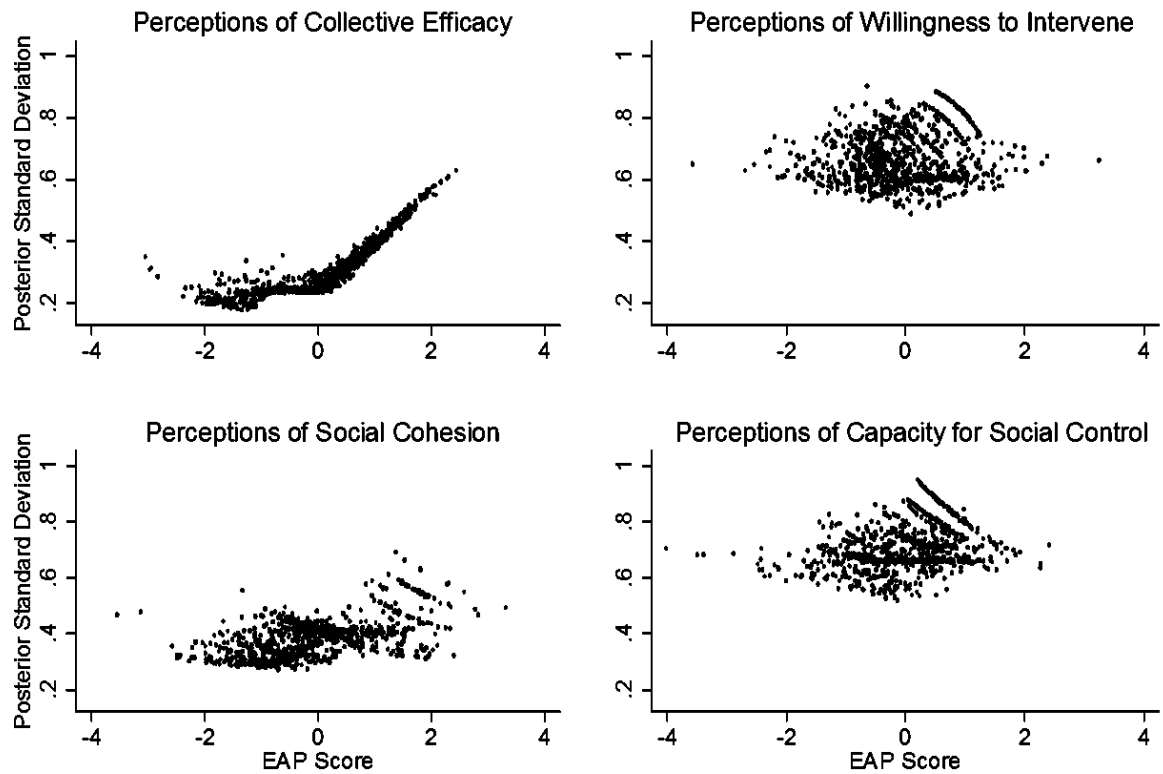 Perceptions of Collective Efficacy
Posterior Standard Deviation
1
.8
.6
.4
.2
-4 -2 0 2 4
Perceptions of Willingness to Intervene
1
.8
.6
.4
.2
-4 -2 0 2 4
Perceptions of Social Cohesion
Posterior Standard Deviation
1
.8
.6
.4
.2
-4 -2 0 2 4
EAP Score
Perceptions of Capacity for Social Control
1
.8
.6
.4
.2
-4 -2 0 2 4
EAP Score